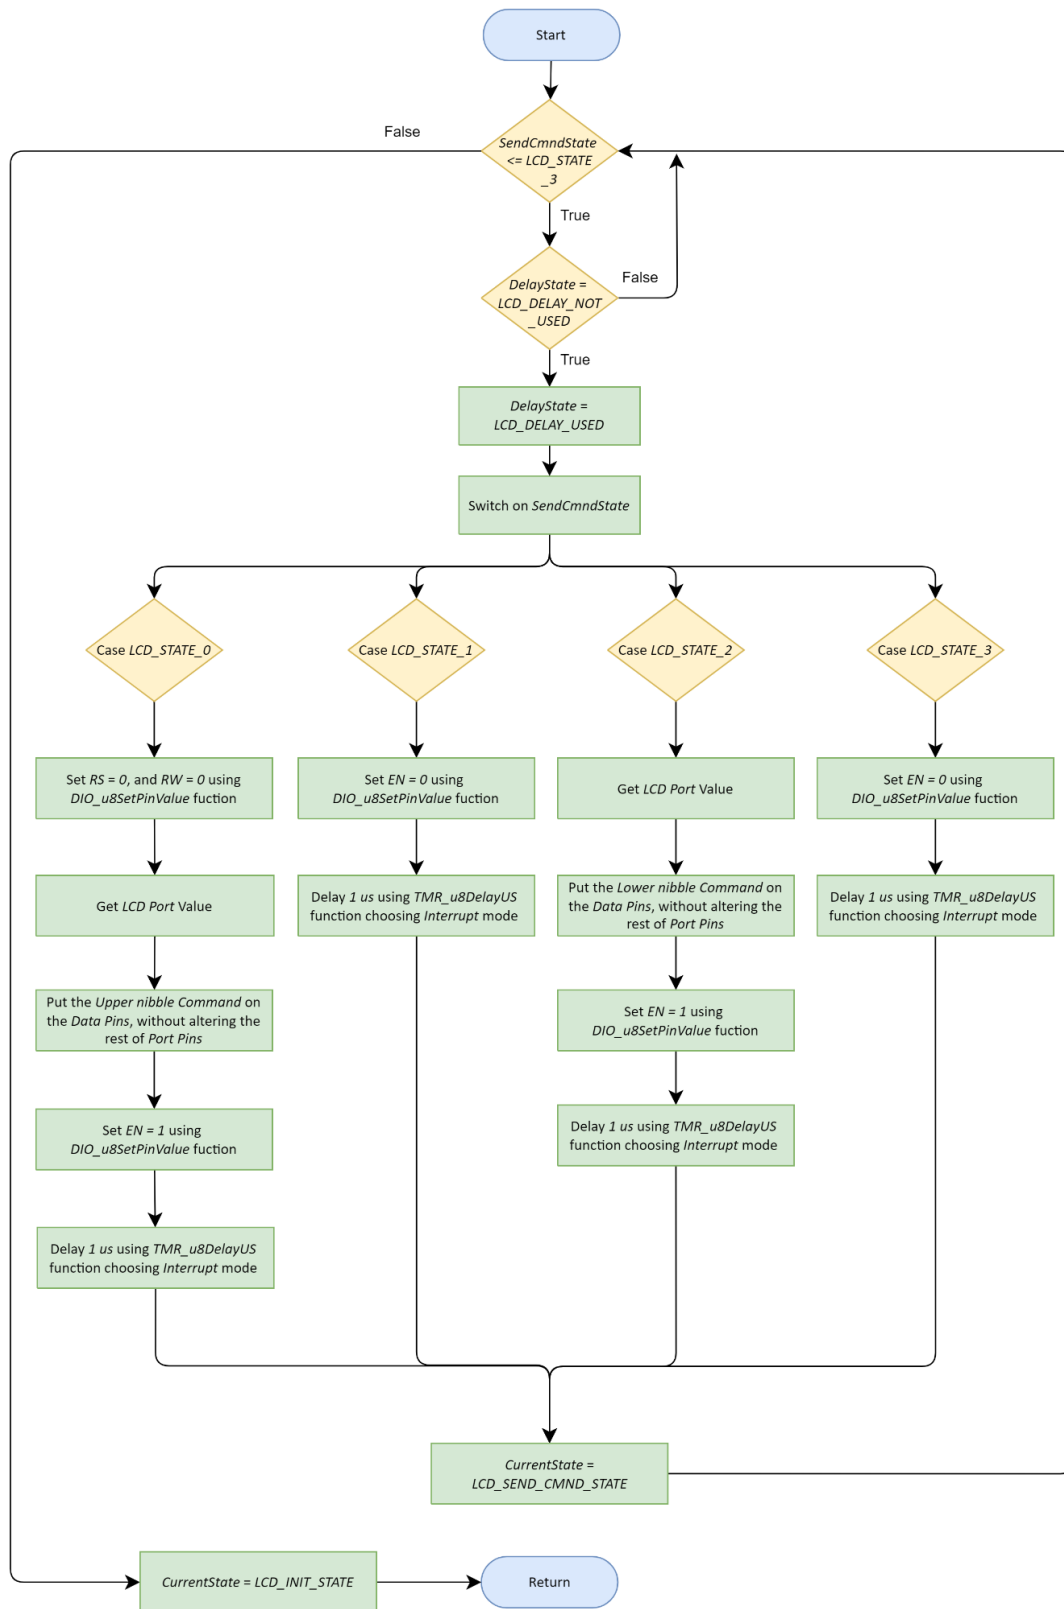 Start
False
SendCmndState
<= LCD_STATE
_3
True
False
DelayState =
LCD_DELAY_NOT
_USED
True
DelayState =
LCD_DELAY_USED
Switch on SendCmndState
Case LCD_STATE_0
Case LCD_STATE_1
Case LCD_STATE_2
Case LCD_STATE_3
Set RS = 0, and RW = 0 using
DIO_u8SetPinValue fuction
Set EN = 0 using
DIO_u8SetPinValue fuction
Get LCD Port Value
Set EN = 0 using
DIO_u8SetPinValue fuction
Get LCD Port Value
Delay 1 us using TMR_u8DelayUS
function choosing Interrupt mode
Put the Lower nibble Command on
the Data Pins, without altering the
rest of Port Pins
Delay 1 us using TMR_u8DelayUS
function choosing Interrupt mode
Put the Upper nibble Command on
the Data Pins, without altering the
rest of Port Pins
Set EN = 1 using
DIO_u8SetPinValue fuction
Set EN = 1 using
DIO_u8SetPinValue fuction
Delay 1 us using TMR_u8DelayUS
function choosing Interrupt mode
Delay 1 us using TMR_u8DelayUS
function choosing Interrupt mode
CurrentState =
LCD_SEND_CMND_STATE
CurrentState = LCD_INIT_STATE
Return